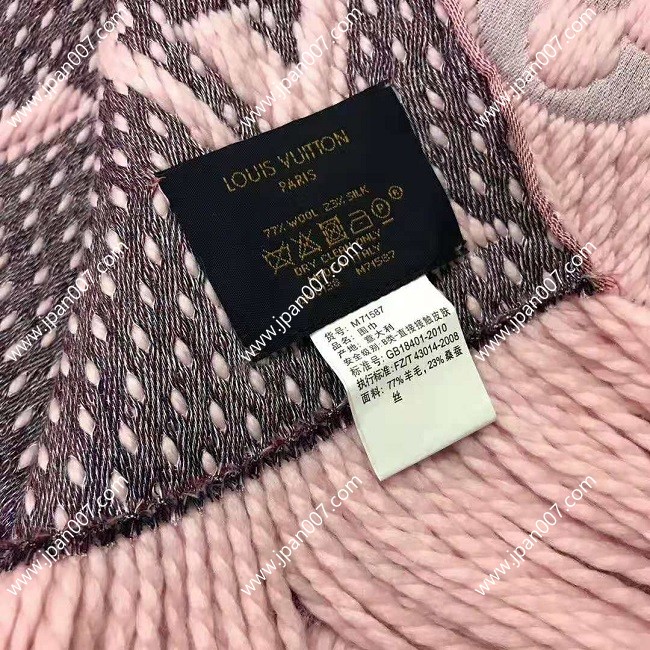 LOUIS VUITTON
PARIS
77% WOOL 23% SILK
DRY CLEAN ONLY
ITALY
M71587
货号: M71587
品名: 围巾
产地: 意大利
安全级别: B类-直接接触皮肤
标准号: GB18401-2010
执行标准: FZ/T 43014-2008
面料: 77%羊毛, 23%桑蚕
丝
www.jpan007.com